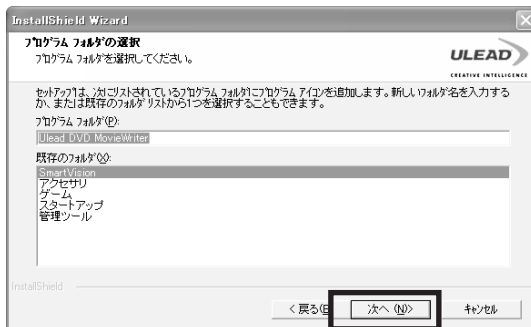 InstallShield Wizard
プログラム フォルダの選択
プログラム フォルダを選択してください。
ULEAD
CREATIVE INTELLIGENCE
セットアップは、次にリストされているプログラム フォルダにプログラム アイコンを追加します。新しいフォルダ名を入力する
か、または既存のフォルダ リストから1つを選択することもできます。
プログラム フォルダ(P):
Ulead DVD MovieWriter
既存のフォルダ(X):
SmartVision
アクセサリ
ゲーム
スタートアップ
管理ツール
InstallShield
< 戻る(B
次へ (N)>
キャンセル